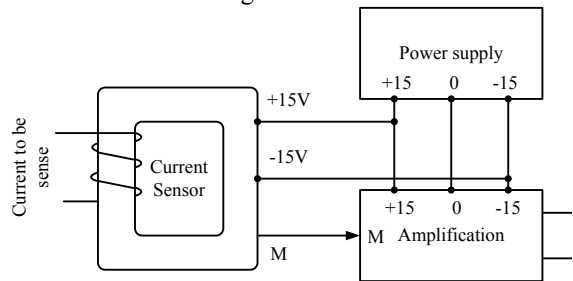 Power supply
+15 0 -15
+15V
-15V
Current to be
sense
Current
Sensor
+15 0 -15
M Amplification
M